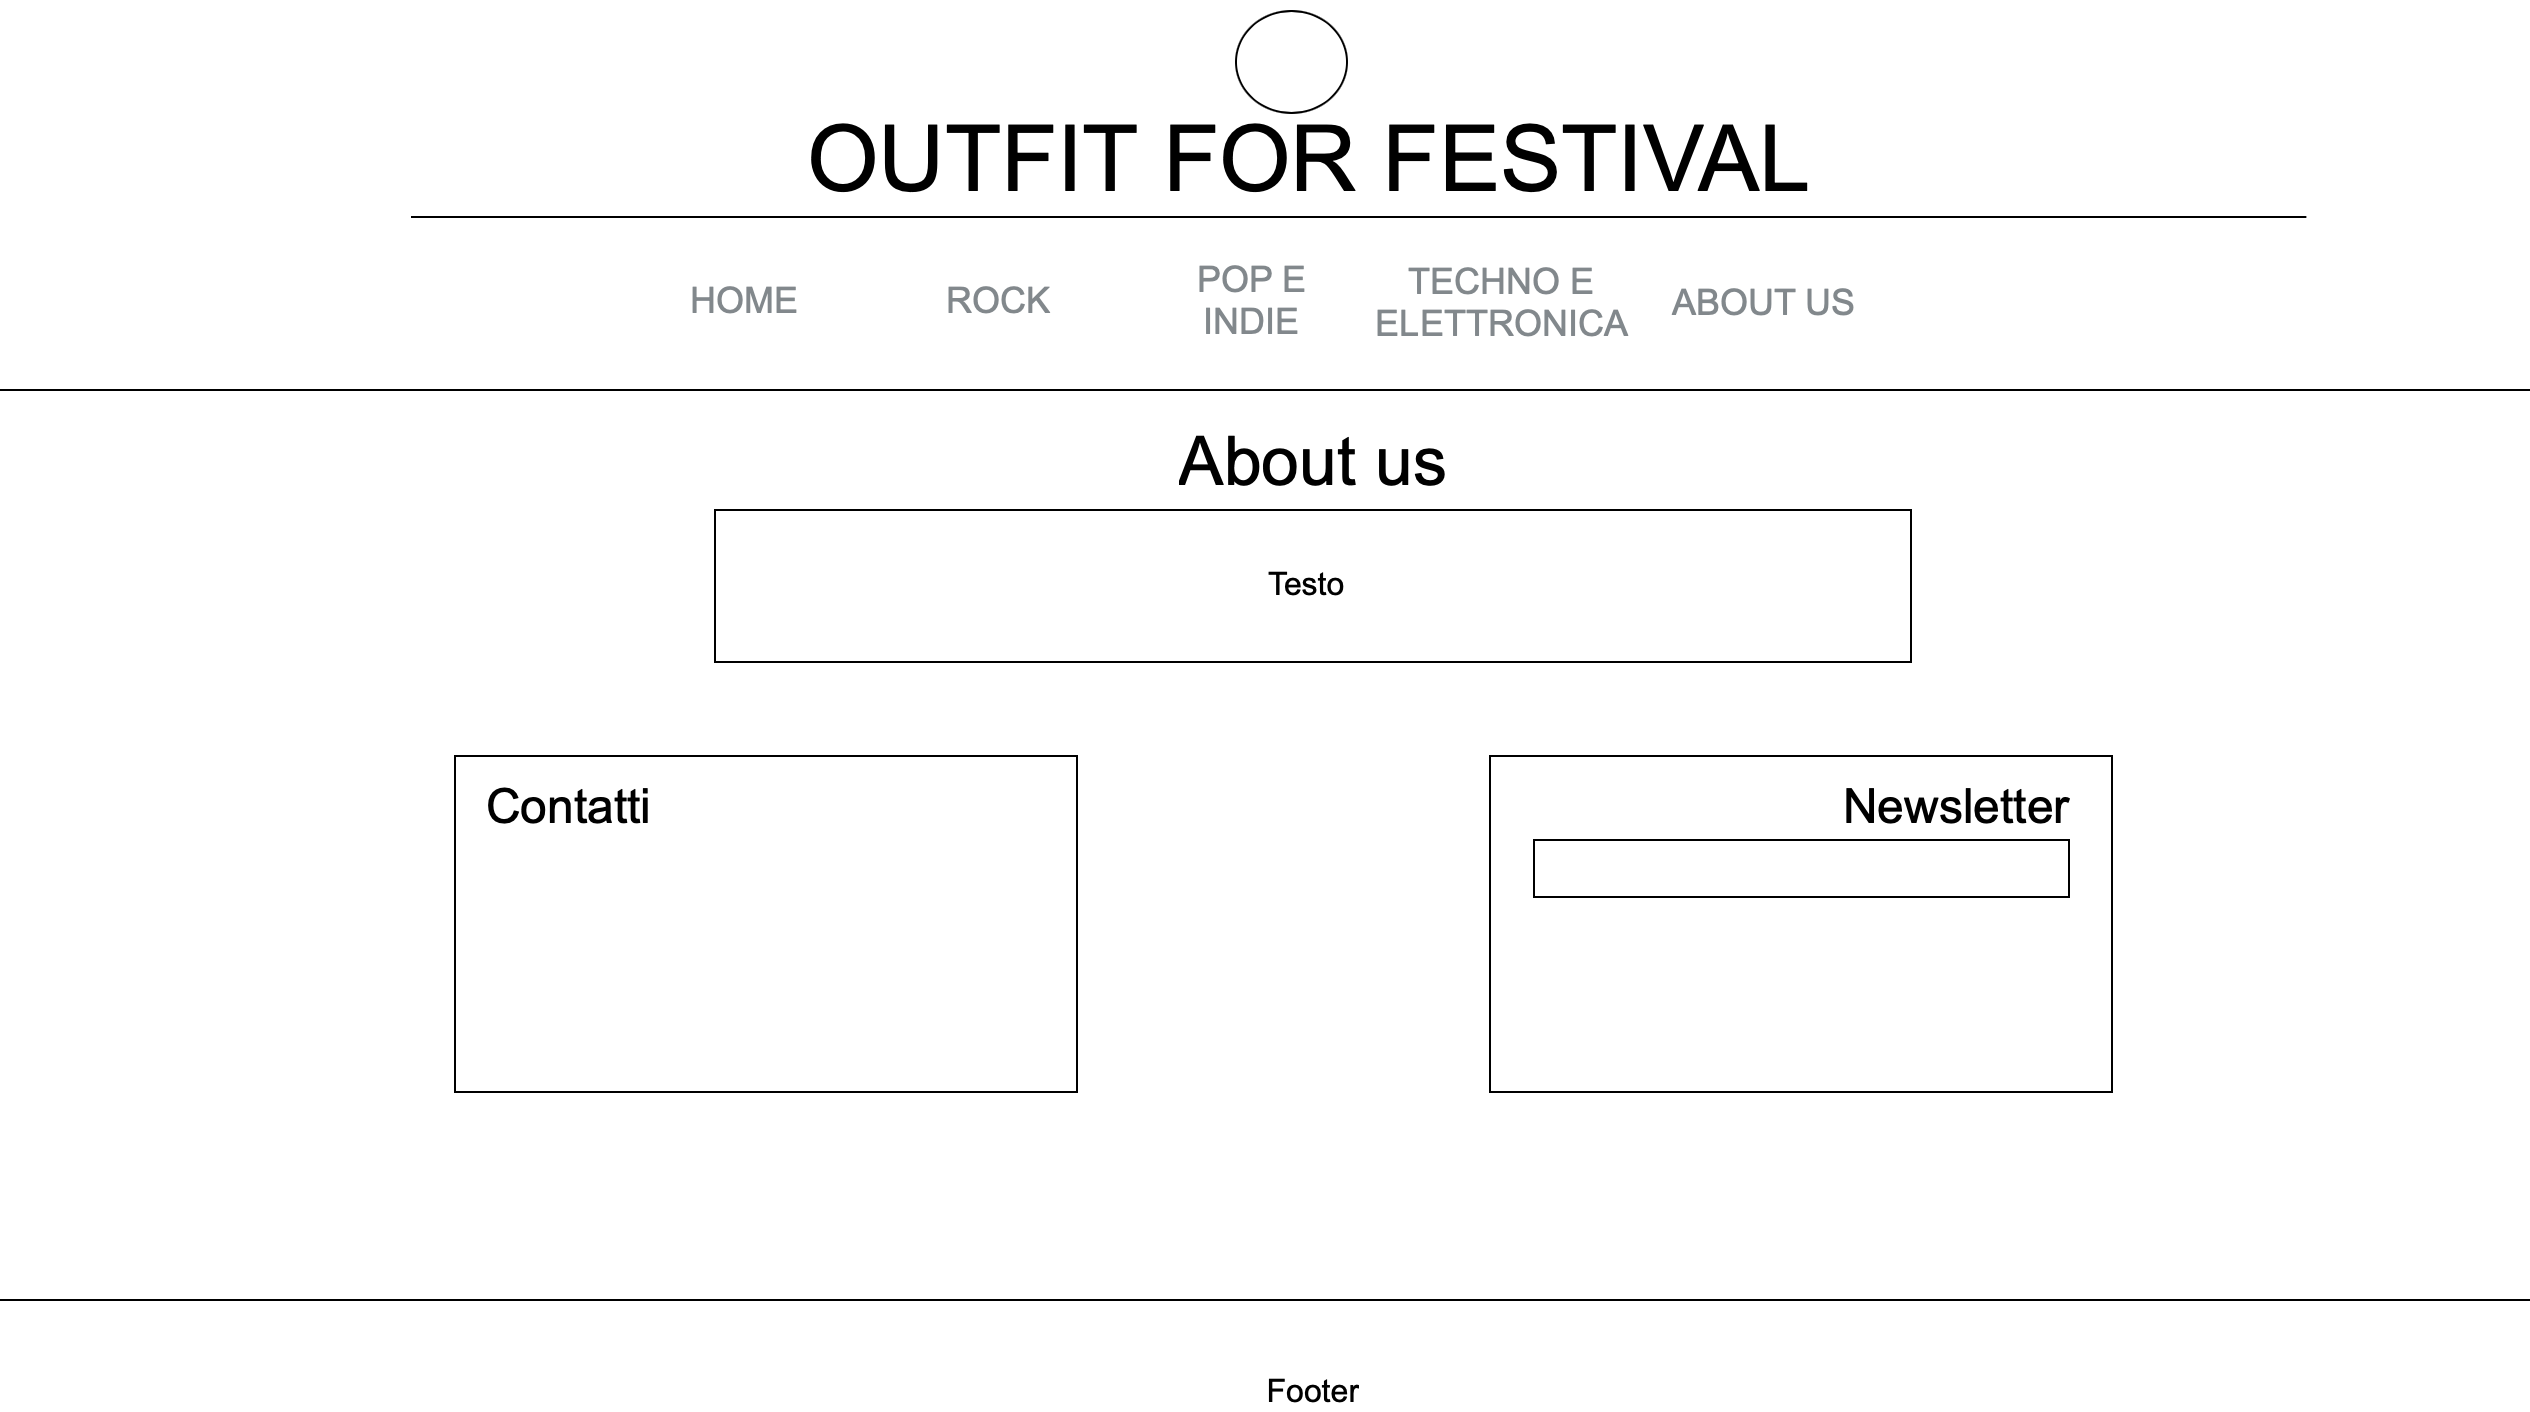 OUTFIT FOR FESTIVAL
HOME
ROCK
POP E
INDIE
TECHNO E
ELETTRONICA
ABOUT US
About us
Testo
Contatti
Newsletter
Footer